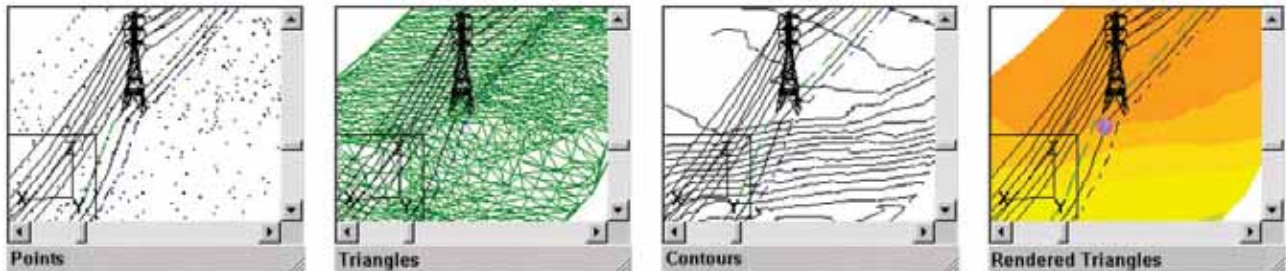 Points
Triangles
Contours
Rendered Triangles
Z
X
Y
Z
X
Y
Z
X
Y
Z
X
Y